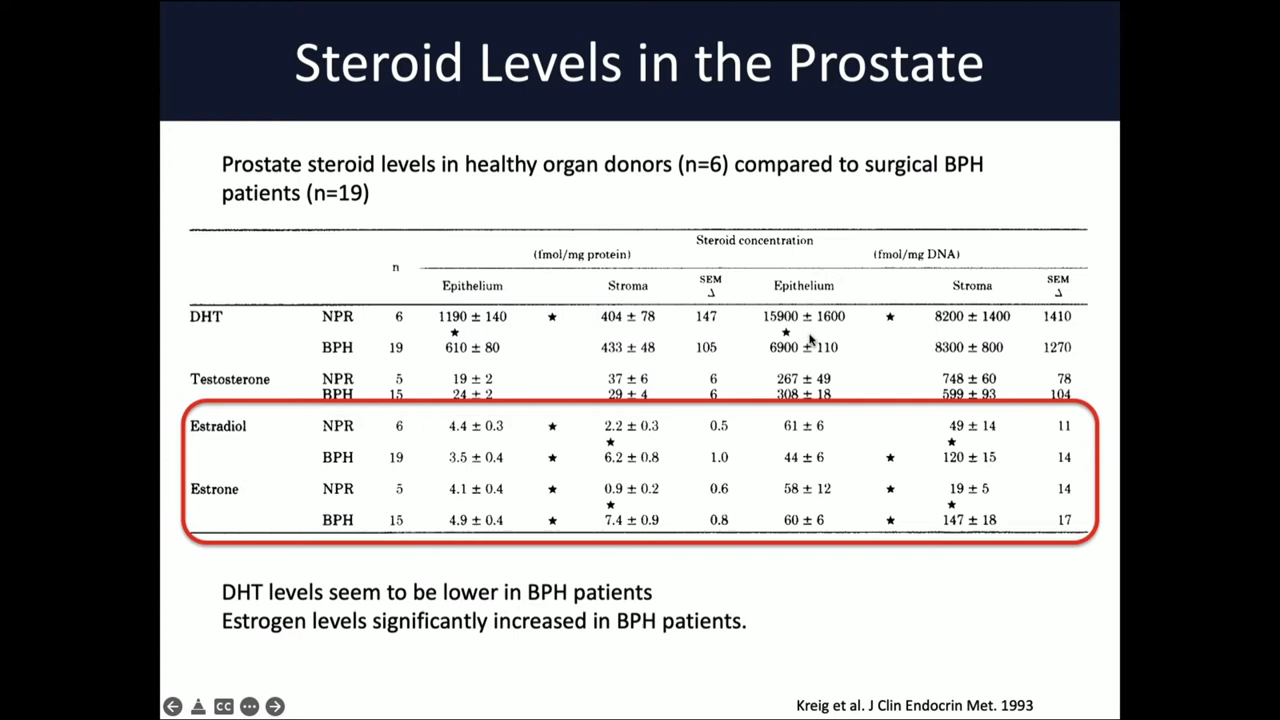 Steroid Levels in the Prostate
Prostate steroid levels in healthy organ donors (n=6) compared to surgical BPH
patients (n=19)
Steroid concentration
(fmol/mg protein) (fmol/mg DNA)
n
Epithelium Stroma SEM Δ Epithelium Stroma SEM Δ
DHT NPR 6 1190 ± 140 ★ 404 ± 78 147 15900 ± 1600 ★ 8200 ± 1400 1410
★ ★
BPH 19 610 ± 80 433 ± 48 105 6900 ± 110 8300 ± 800 1270
Testosterone NPR 5 19 ± 2 37 ± 6 6 267 ± 49 748 ± 60 78
BPH 15 24 ± 2 29 ± 4 6 308 ± 18 599 ± 93 104
Estradiol NPR 6 4.4 ± 0.3 ★ 2.2 ± 0.3 0.5 61 ± 6 49 ± 14 11
★ ★
BPH 19 3.5 ± 0.4 ★ 6.2 ± 0.8 1.0 44 ± 6 ★ 120 ± 15 14
Estrone NPR 5 4.1 ± 0.4 ★ 0.9 ± 0.2 0.6 58 ± 12 ★ 19 ± 5 14
★ ★
BPH 15 4.9 ± 0.4 ★ 7.4 ± 0.9 0.8 60 ± 6 ★ 147 ± 18 17
DHT levels seem to be lower in BPH patients
Estrogen levels significantly increased in BPH patients.
CC
Kreig et al. J Clin Endocrin Met. 1993